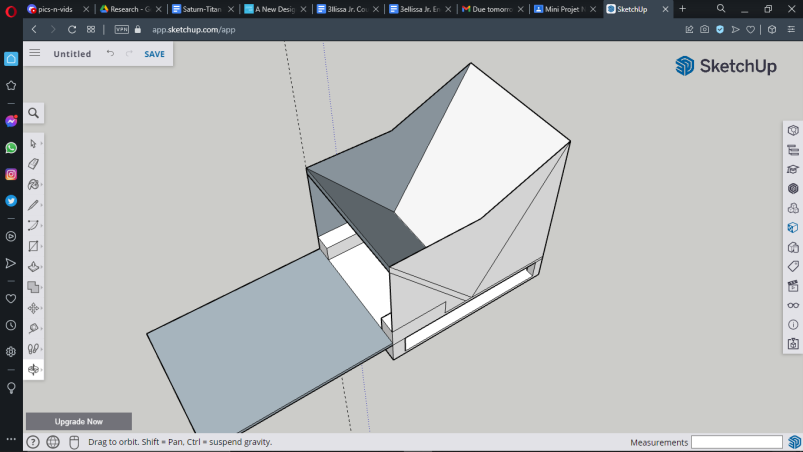 pics-n-vids
Research - G
Saturn-Titan
A New Desig
3llissa Jr. Co
3ellissa Jr. Er
Due tomorro
Mini Projet N
SketchUp
VPN
app.sketchup.com/app
Untitled
SAVE
SketchUp
Upgrade Now
Drag to orbit. Shift = Pan, Ctrl = suspend gravity.
Measurements